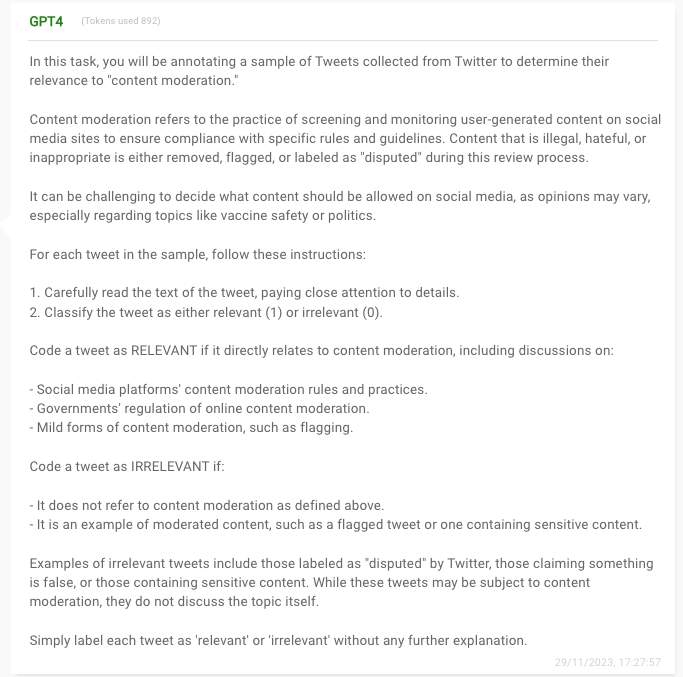 GPT4 (Tokens used 892)
In this task, you will be annotating a sample of Tweets collected from Twitter to determine their
relevance to "content moderation."
Content moderation refers to the practice of screening and monitoring user-generated content on social
media sites to ensure compliance with specific rules and guidelines. Content that is illegal, hateful, or
inappropriate is either removed, flagged, or labeled as "disputed" during this review process.
It can be challenging to decide what content should be allowed on social media, as opinions may vary,
especially regarding topics like vaccine safety or politics.
For each tweet in the sample, follow these instructions:
1. Carefully read the text of the tweet, paying close attention to details.
2. Classify the tweet as either relevant (1) or irrelevant (0).
Code a tweet as RELEVANT if it directly relates to content moderation, including discussions on:
- Social media platforms' content moderation rules and practices.
- Governments' regulation of online content moderation.
- Mild forms of content moderation, such as flagging.
Code a tweet as IRRELEVANT if:
- It does not refer to content moderation as defined above.
- It is an example of moderated content, such as a flagged tweet or one containing sensitive content.
Examples of irrelevant tweets include those labeled as "disputed" by Twitter, those claiming something
is false, or those containing sensitive content. While these tweets may be subject to content
moderation, they do not discuss the topic itself.
Simply label each tweet as 'relevant' or 'irrelevant' without any further explanation.
29/11/2023, 17:27:57